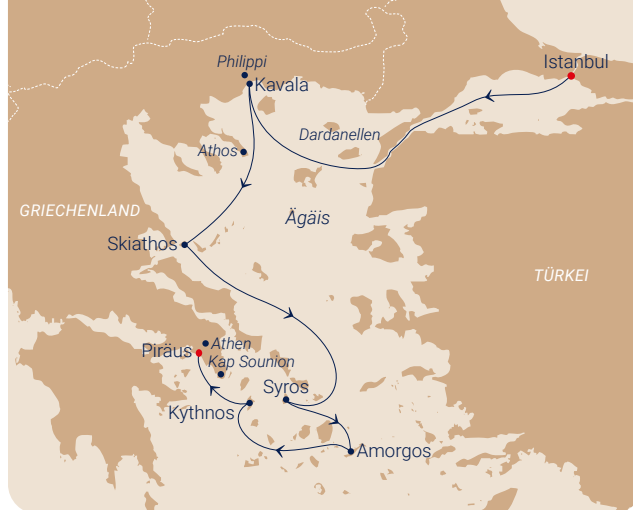 Istanbul
Philippi
Kavala
Dardanellen
Athos
GRIECHENLAND
Ägäis
Skiathos
TÜRKEI
Athen
Piräus
Kap Sounion
Syros
Kythnos
Amorgos